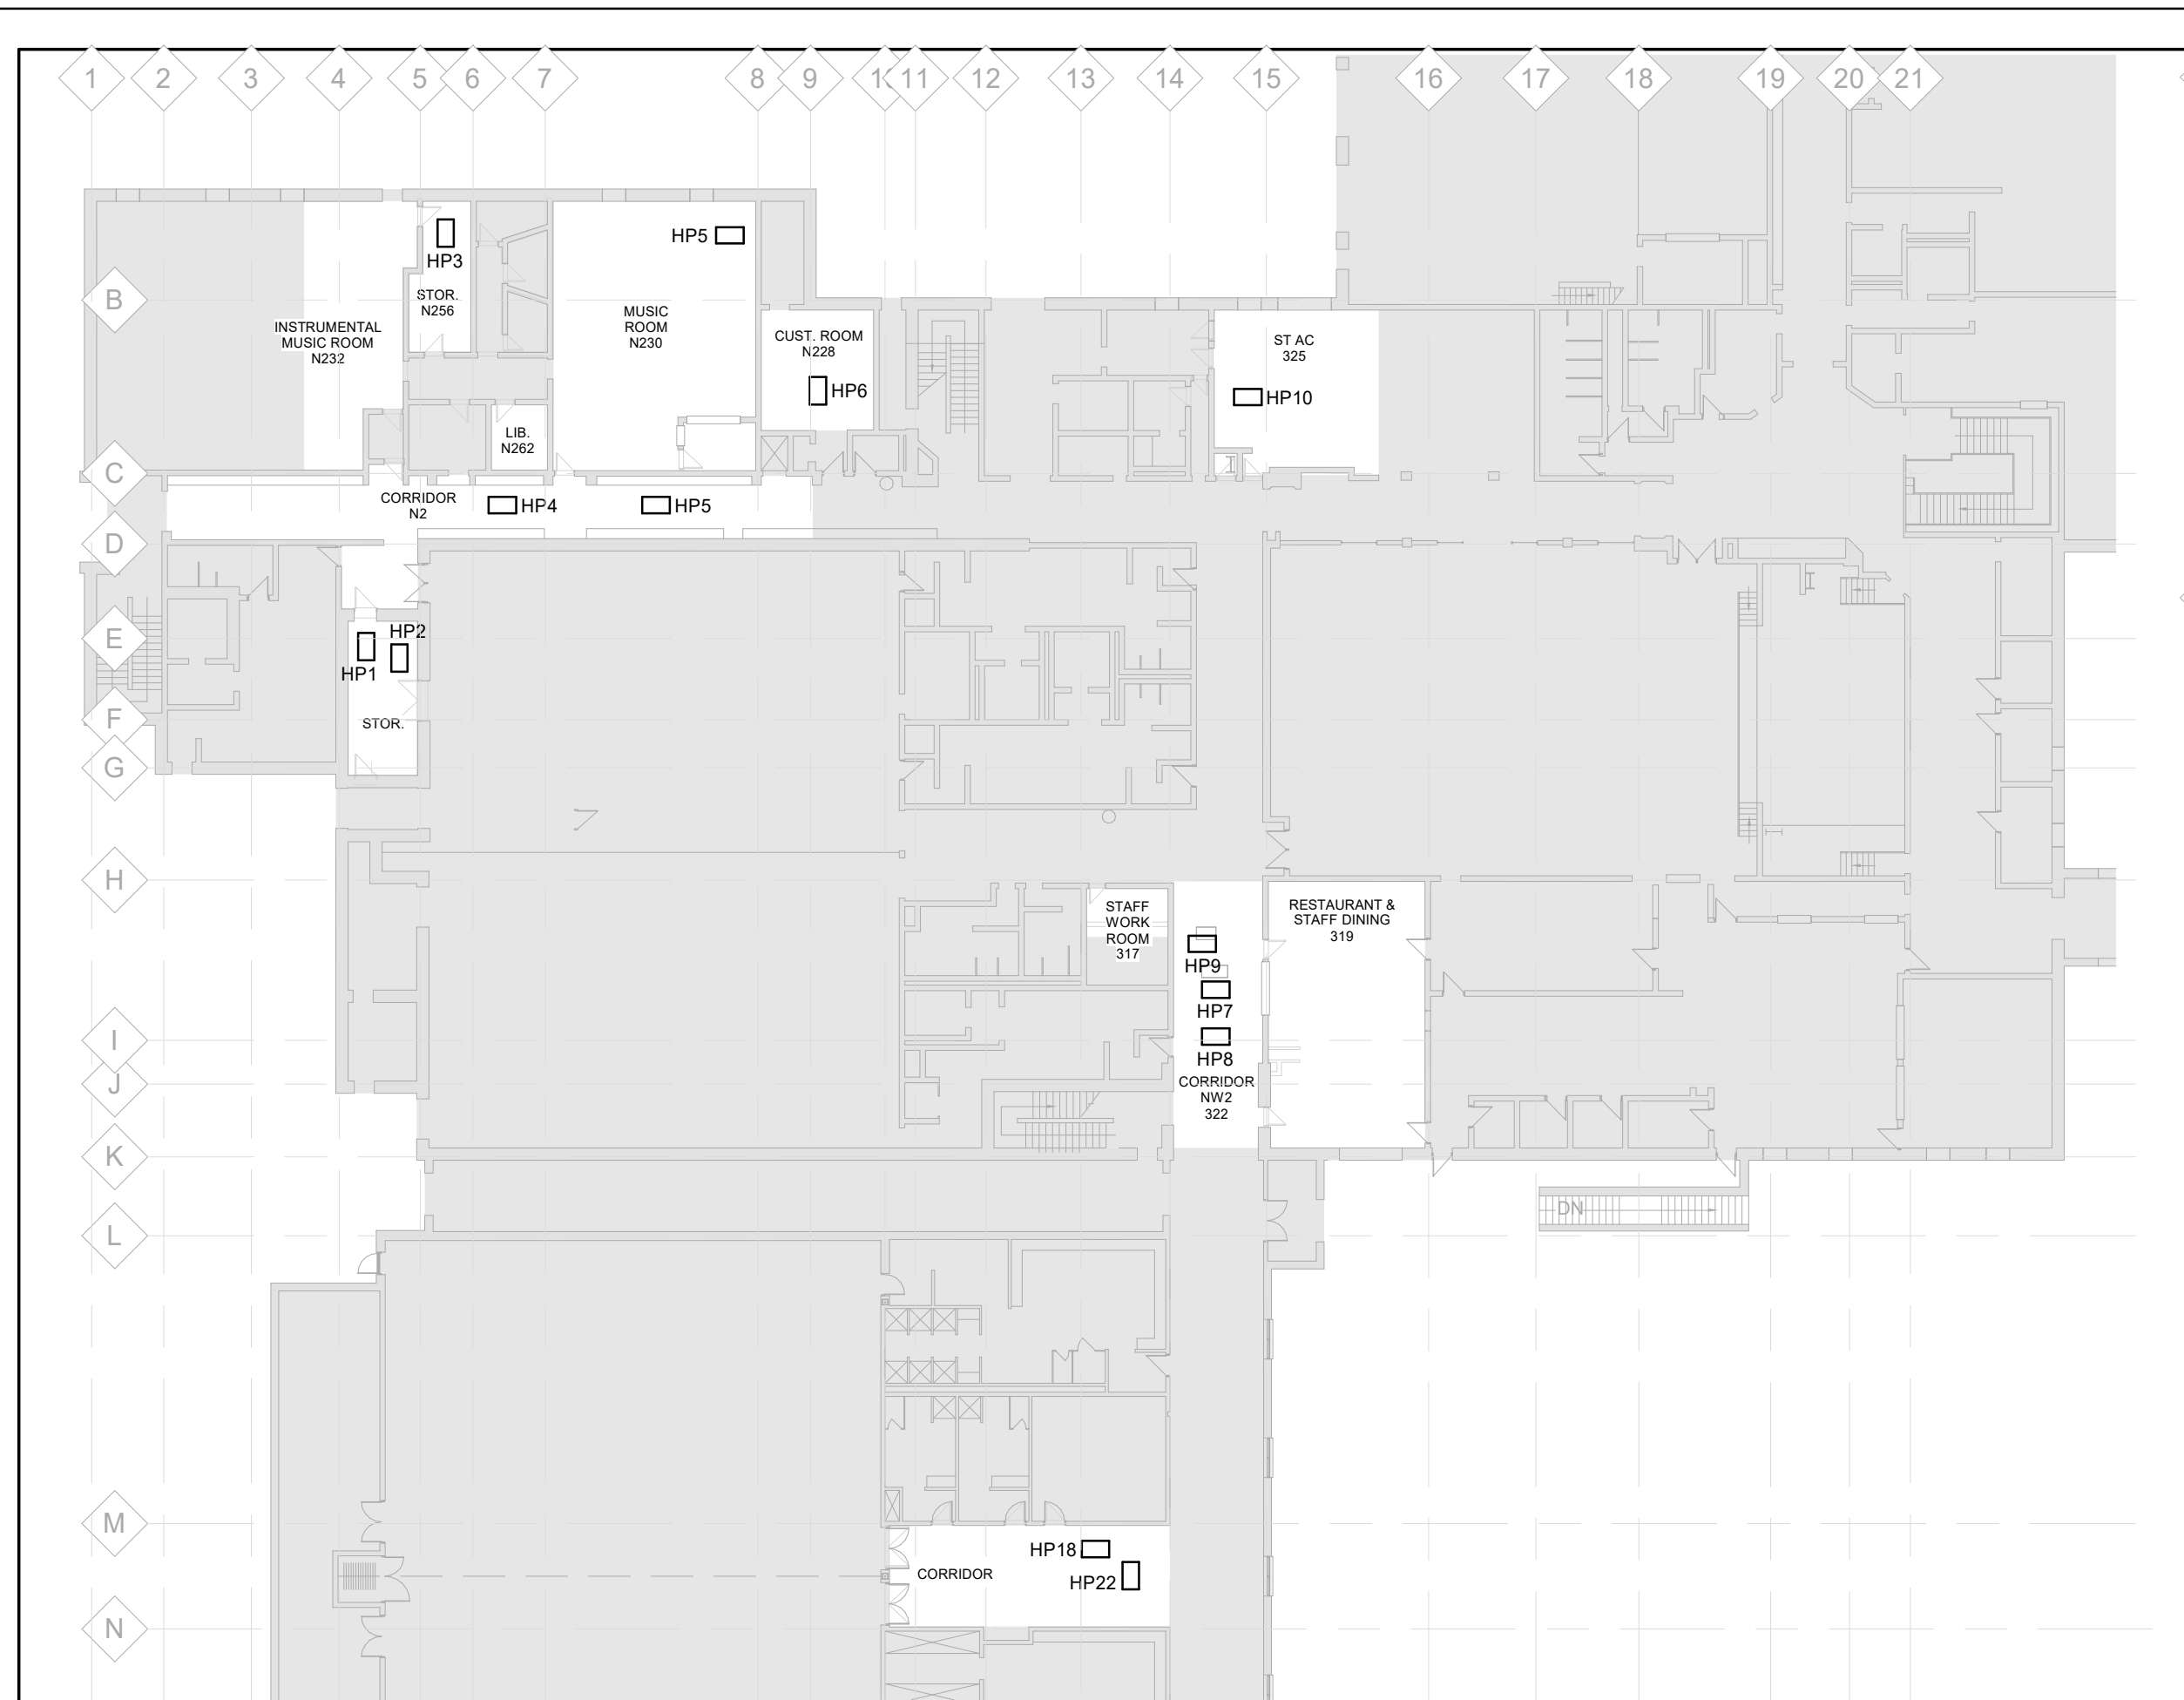 1 2 3 4 5 6 7 8 9 11 12 13 14 15 16 17 18 19 20 21
HP3
HP5
B
STOR.
N256
INSTRUMENTAL
MUSIC ROOM
N232
MUSIC
ROOM
N230
CUST. ROOM
N228
ST AC
325
HP6
HP10
LIB.
N262
C
CORRIDOR
N2
HP4
HP5
D
E
HP2
HP1
F
STOR.
G
H
STAFF
WORK
ROOM
317
RESTAURANT &
STAFF DINING
319
HP9
HP7
I
HP8
J
CORRIDOR
NW2
322
K
L
DN
M
HP18
CORRIDOR
HP22
N